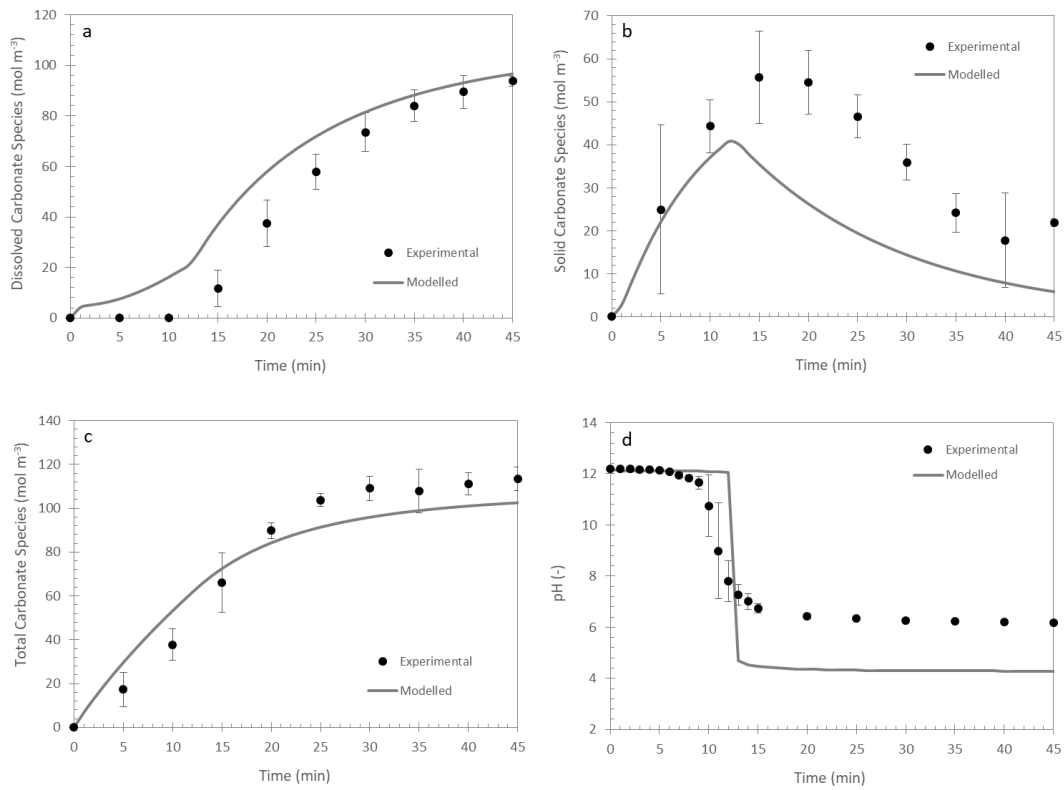 a
Dissolved Carbonate Species (mol m⁻³)
120
100
80
60
40
20
0
0 5 10 15 20 25 30 35 40 45
Time (min)
Experimental
Modelled
b
Solid Carbonate Species (mol m⁻³)
70
60
50
40
30
20
10
0
0 5 10 15 20 25 30 35 40 45
Time (min)
Experimental
Modelled
c
Total Carbonate Species (mol m⁻³)
140
120
100
80
60
40
20
0
0 5 10 15 20 25 30 35 40 45
Time (min)
Experimental
Modelled
d
pH (-)
14
12
10
8
6
4
2
0 5 10 15 20 25 30 35 40 45
Time (min)
Experimental
Modelled